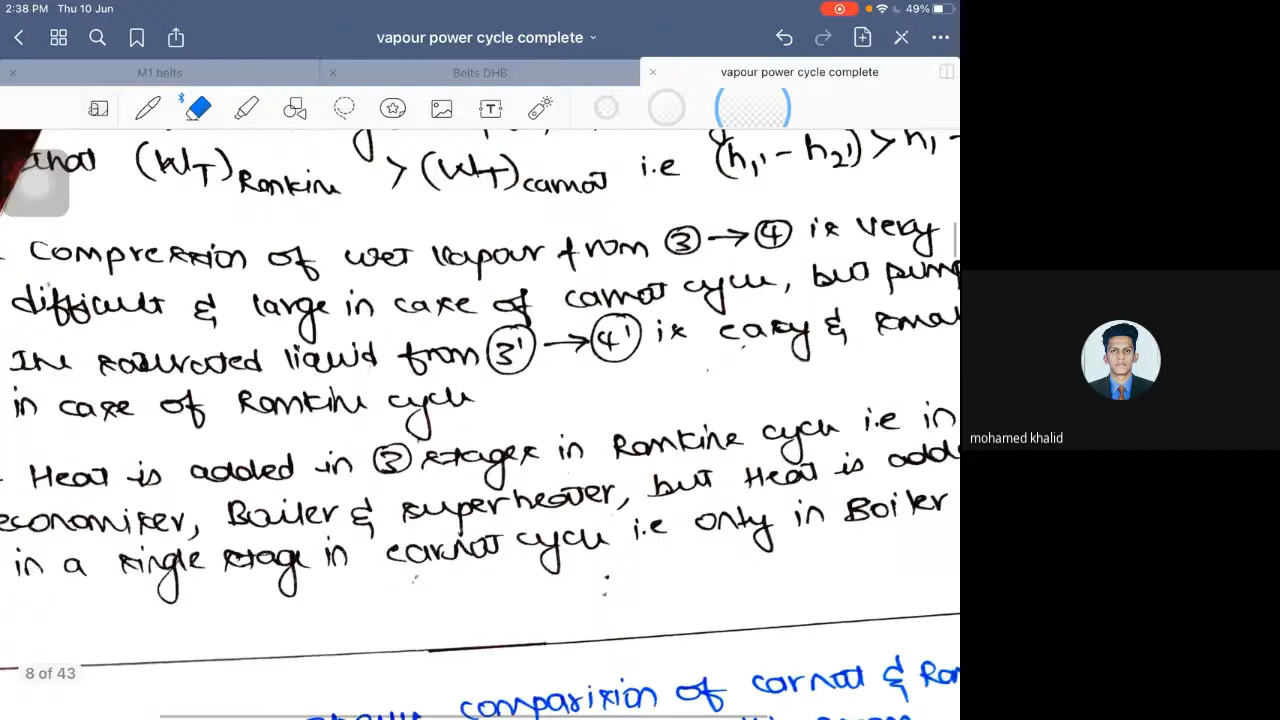 2:38 PM Thu 10 Jun
49%
vapour power cycle complete
M1 belts
Belts DHB
vapour power cycle complete
that (WT)Rankine > (WT)carnot i.e (h1' - h2') > h1 -
Compression of wet vapour from ③ → ④ is very
difficult & large in case of carnot cycle, but pump
the saturated liquid from ③' → ④' is easy & smal
in case of Rankine cycle
Heat is added in ③ stages in Rankine cycle i.e in
economiser, Boiler & superheater, but Heat is adde
in a single stage in carnot cycle i.e only in Boiler
8 of 43
comparision of carnot & Ran
mohamed khalid